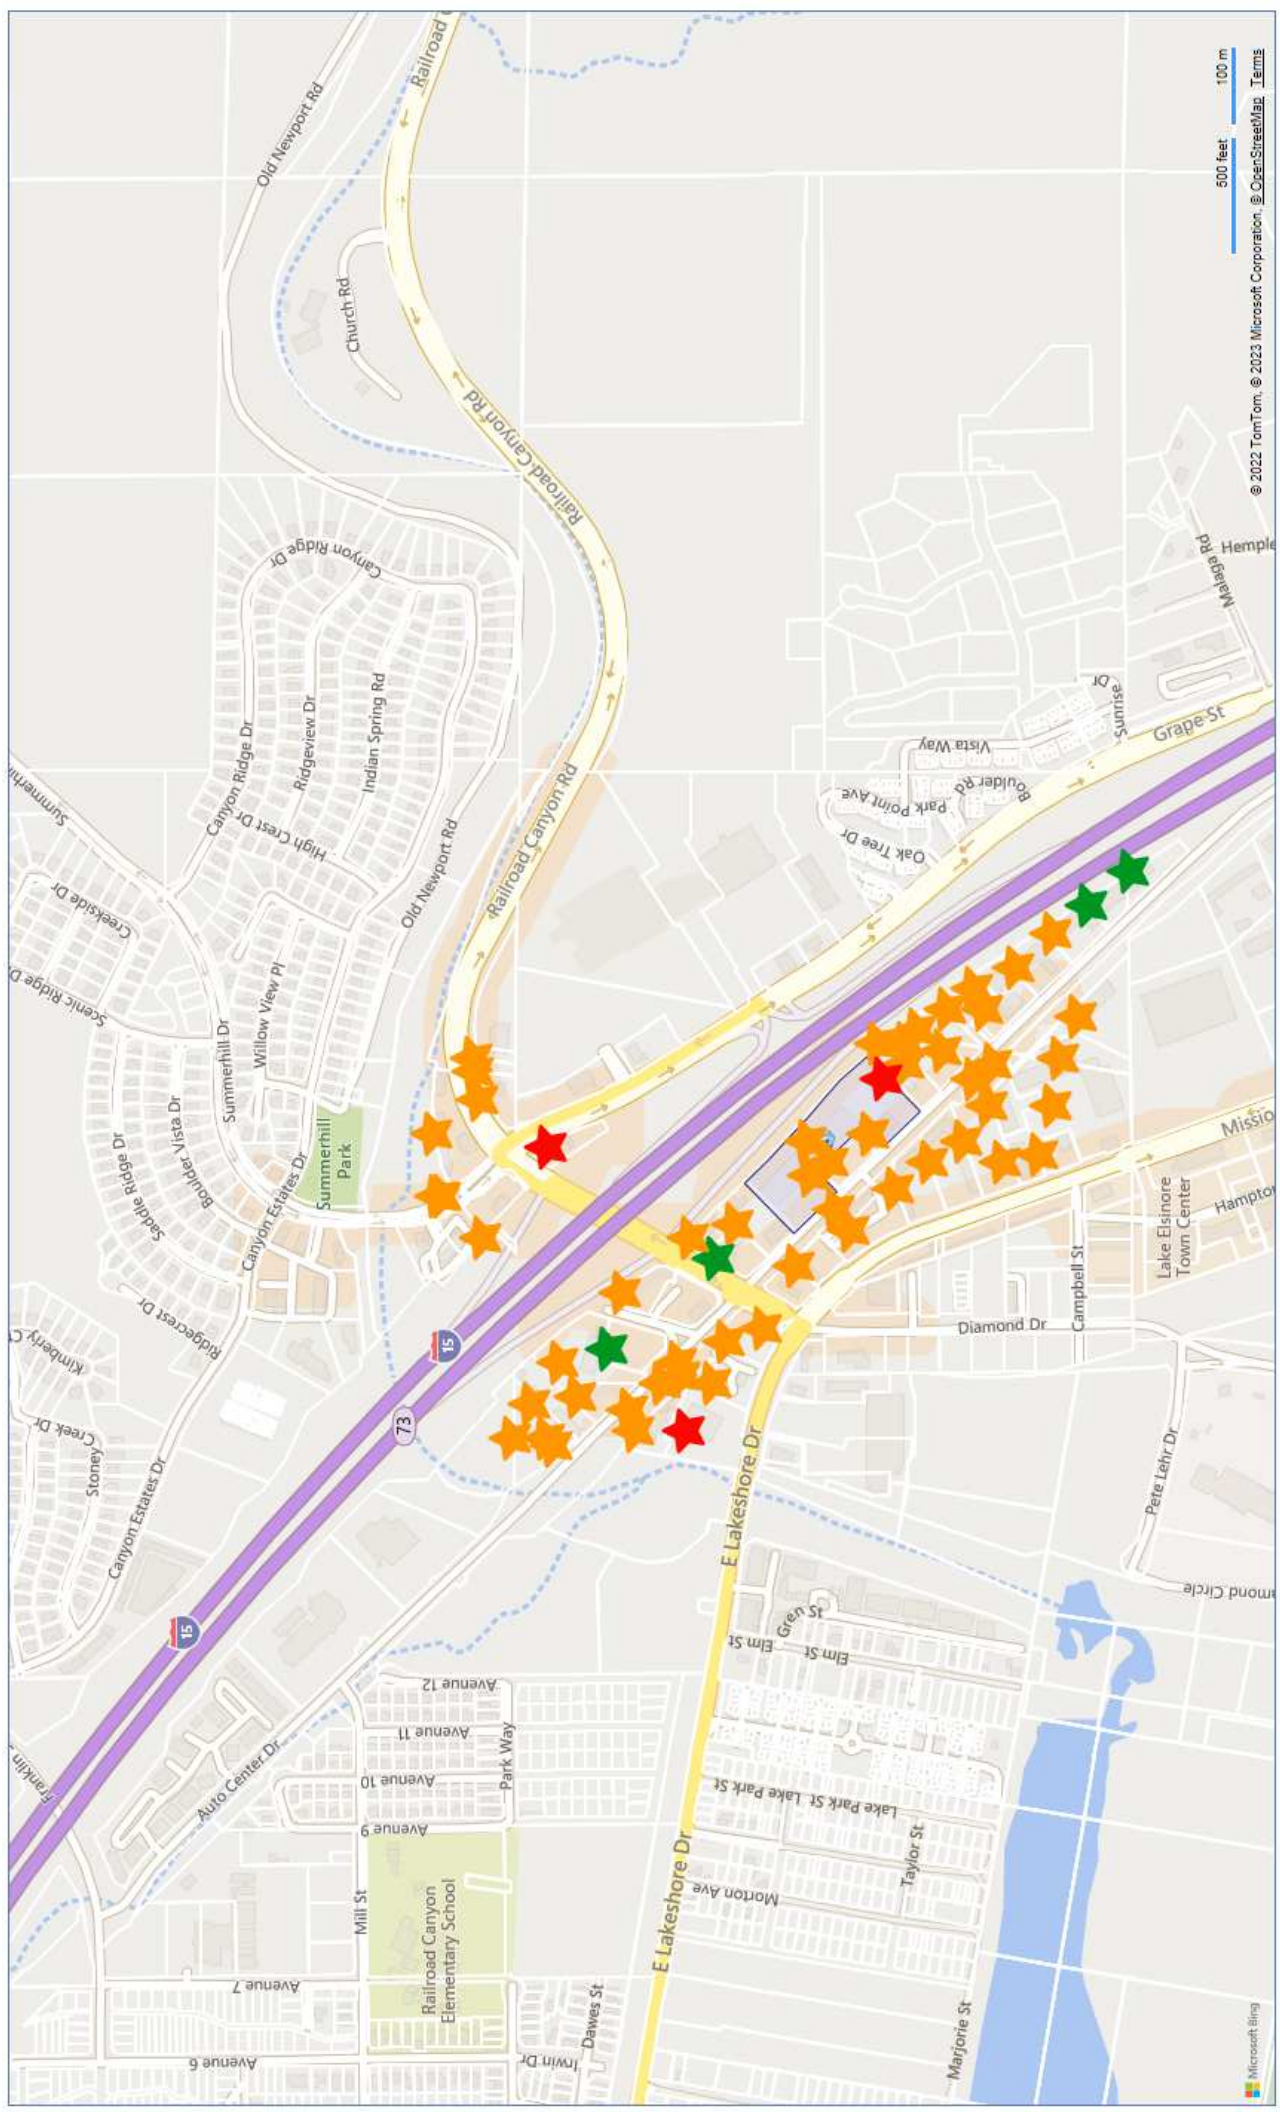 Railroad
Old Newport Rd
Church Rd
Railroad Canyon Rd
Canyon Ridge Dr
Canyon Ridge Dr
Ridgeview Dr
Indian Spring Rd
High Crest Dr
Old Newport Rd
Railroad Canyon Rd
Creekside Dr
Scenic Ridge D
Willow View Pl
Summerhill Dr
Boulder Vista Dr
Saddle Ridge Dr
Canyon Estates Dr
Summerhill
Park
Ridgecrest Dr
Kimberly
Stoney
Creek Dr
Canyon Estates Dr
15
73
15
Franklin
Auto Center Dr
Avenue 12
Avenue 11
Avenue 10
Avenue 9
Park Way
Mill St
Railroad Canyon
Elementary School
Avenue 7
Avenue 6
Irwin Dr
Dawes St
E Lakeshore Dr
E Lakeshore Dr
Elm St
Elm St
Gren St
Lake Park St
Lake Park St
Taylor St
Morton Ave
Marjorie St
Diamond Dr
Campbell St
Lake Elsinore
Town Center
Hampto
Missio
Pete Lehr Dr
mond Circle
Vista Way
Boulder Rd
Park Point Ave
Oak Tree Dr
Sunrise
Dr
Grape St
Malaga Rd
Hemple
500 feet
100 m
© 2022 TomTom, © 2023 Microsoft Corporation, © OpenStreetMap Terms
Microsoft Bing